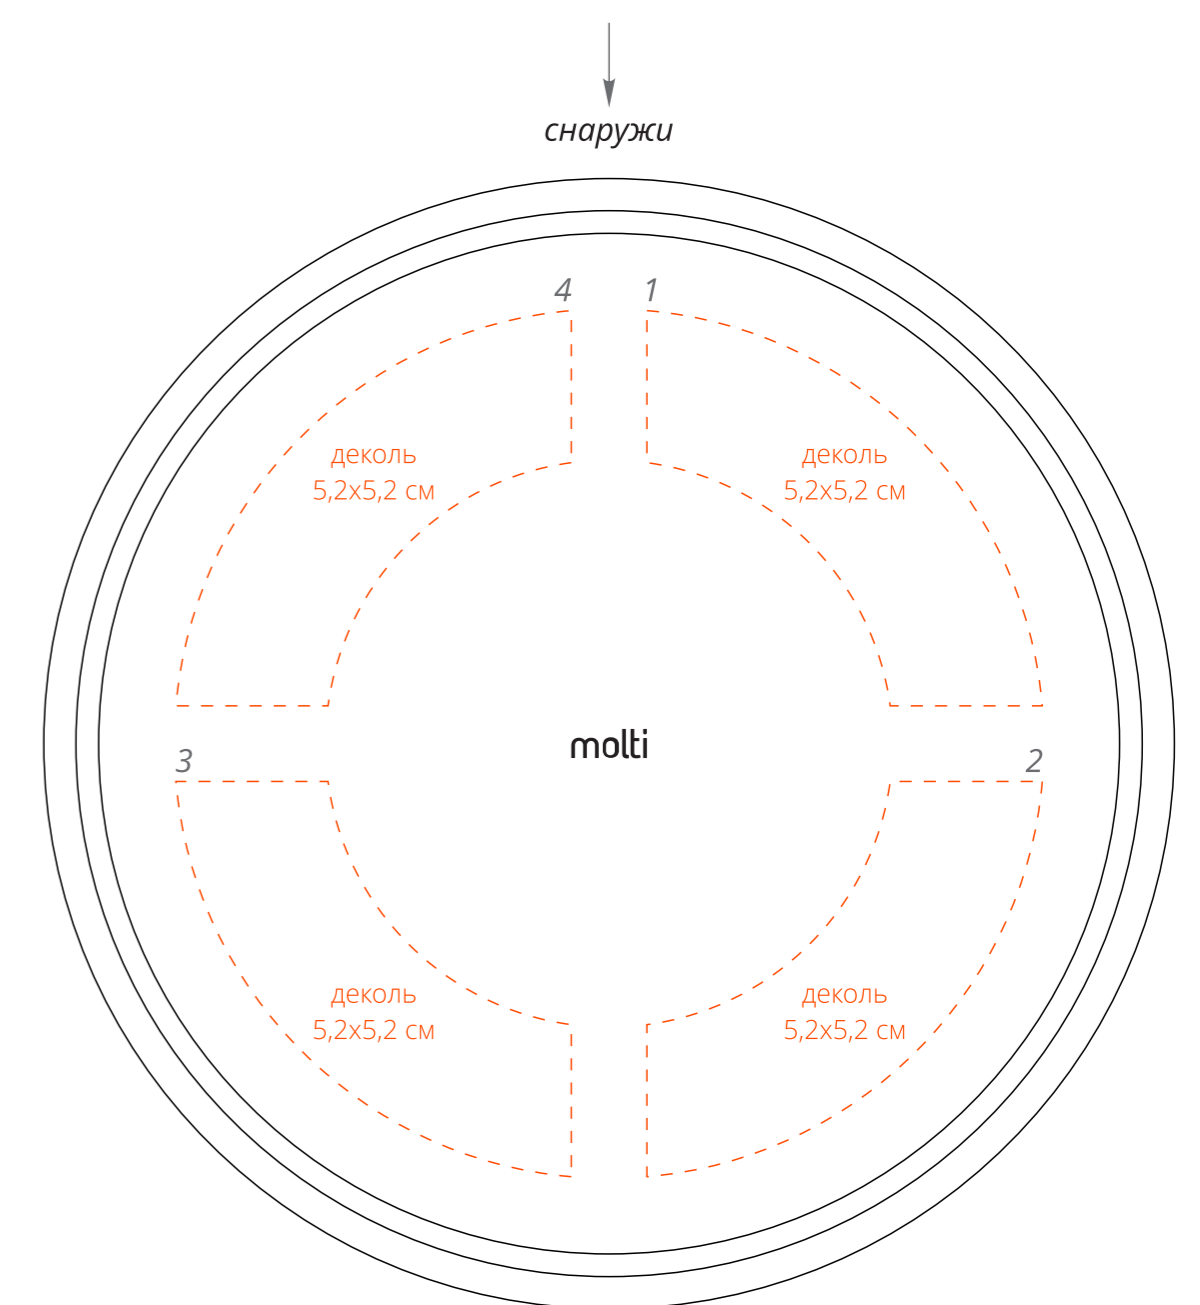 снаружи
4
1
деколь
5,2х5,2 см
деколь
5,2х5,2 см
molti
3
2
деколь
5,2х5,2 см
деколь
5,2х5,2 см